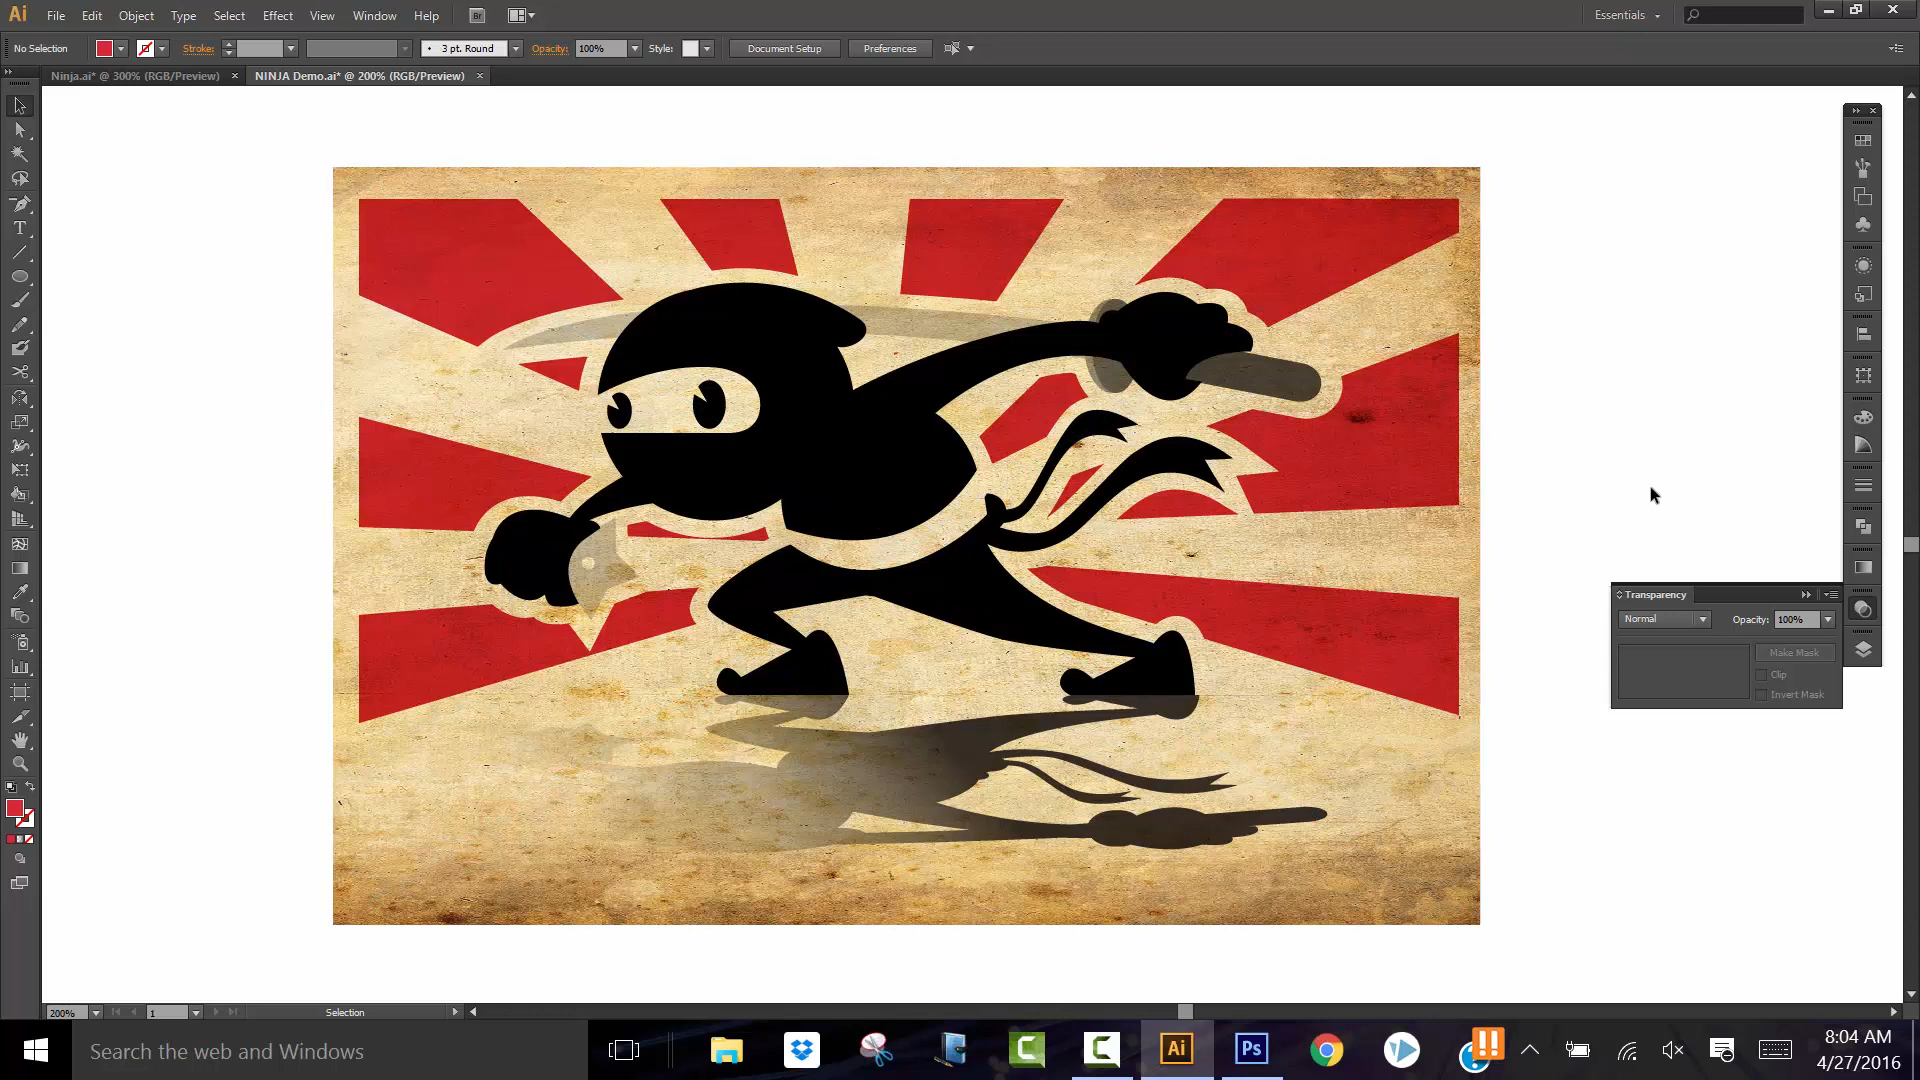 Ai File Edit Object Type Select Effect View Window Help Br Essentials
No Selection Stroke: 3 pt. Round Opacity: 100% Style: Document Setup Preferences
Ninja.ai* @ 300% (RGB/Preview) × NINJA Demo.ai* @ 200% (RGB/Preview) ×
T
Transparency
Normal Opacity: 100%
Make Mask
Clip
Invert Mask
200% 1 Selection
Search the web and Windows
Ai Ps
8:04 AM
4/27/2016